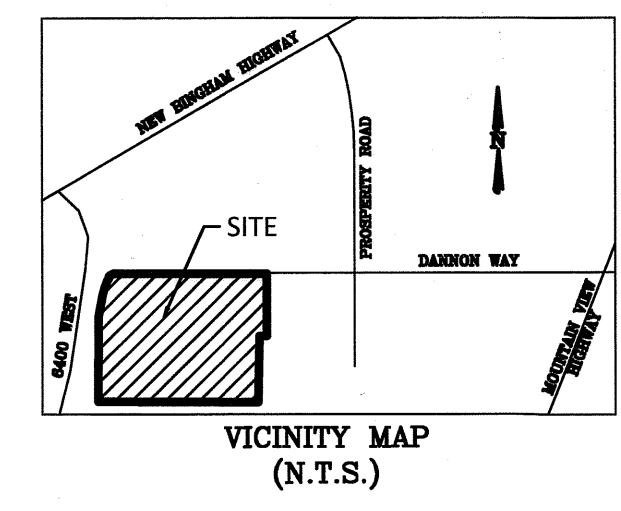 NEW BINGHAM HIGHWAY
PROSPERITY ROAD
N
SITE
DANNON WAY
6400 WEST
MOUNTAIN VIEW
HIGHWAY
VICINITY MAP
(N.T.S.)